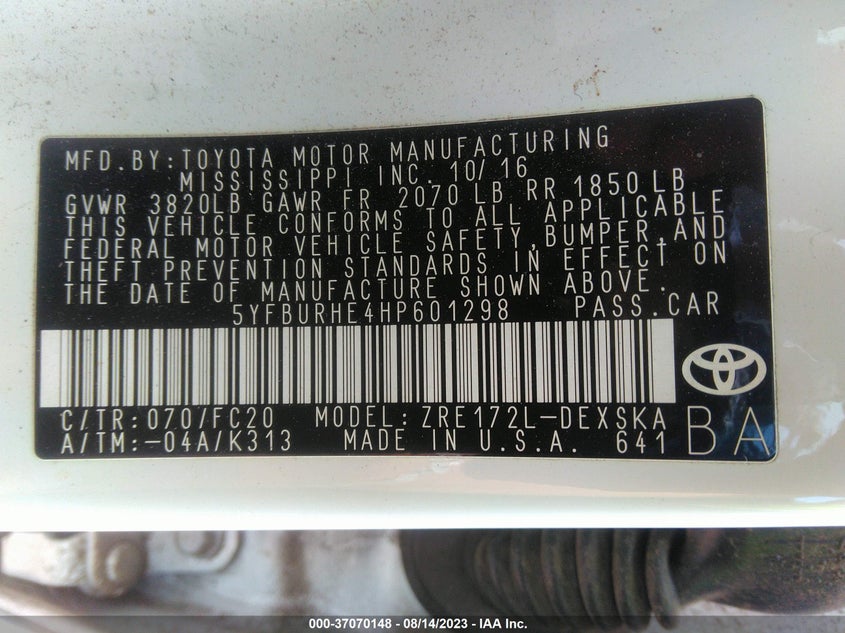 MFD.BY:TOYOTA MOTOR MANUFACTURING
MISSISSIPPI INC. 10/16
GVWR 3820LB GAWR FR 2070 LB RR 1850 LB
THIS VEHICLE CONFORMS TO ALL APPLICABLE
FEDERAL MOTOR VEHICLE SAFETY,BUMPER,AND
THEFT PREVENTION STANDARDS IN EFFECT ON
THE DATE OF MANUFACTURE SHOWN ABOVE.
5YFBURHE4HP601298 PASS.CAR
C/TR:070/FC20 MODEL:ZRE172L-DEXSKA
A/TM:-04A/K313 MADE IN U.S.A. 641
BA
000-37070148 - 08/14/2023 - IAA Inc.